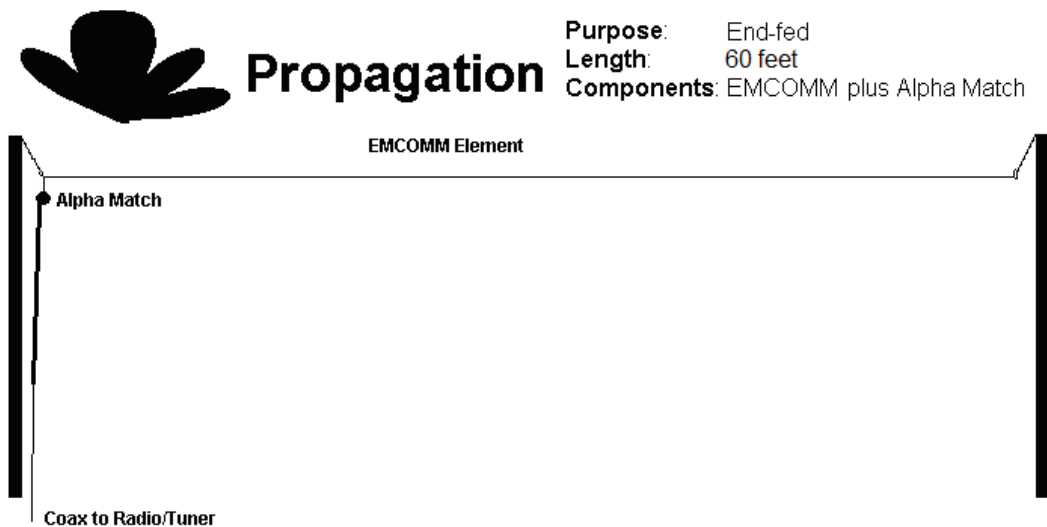 Propagation
Purpose: End-fed
Length: 60 feet
Components: EMCOMM plus Alpha Match
EMCOMM Element
Alpha Match
Coax to Radio/Tuner